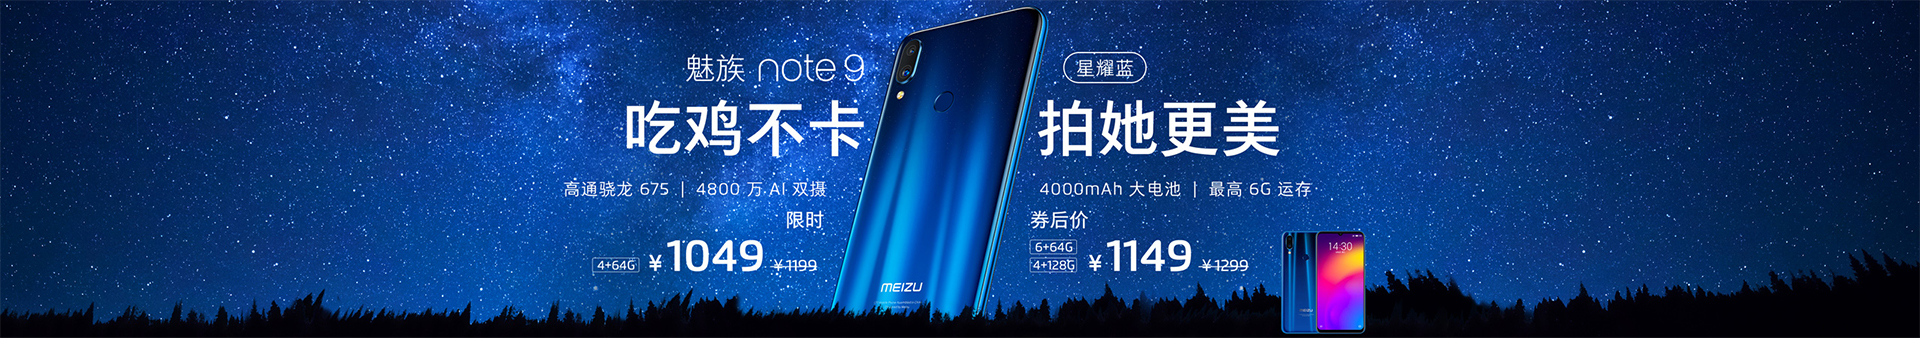 魅族 note 9
吃鸡不卡
高通骁龙 675 | 4800 万 AI 双摄
限时
4+64G ¥1049 ¥1199
星耀蓝
拍她更美
4000mAh 大电池 | 最高 6G 运存
券后价
6+64G
4+128G ¥1149 ¥1299
MEIZU
14:30